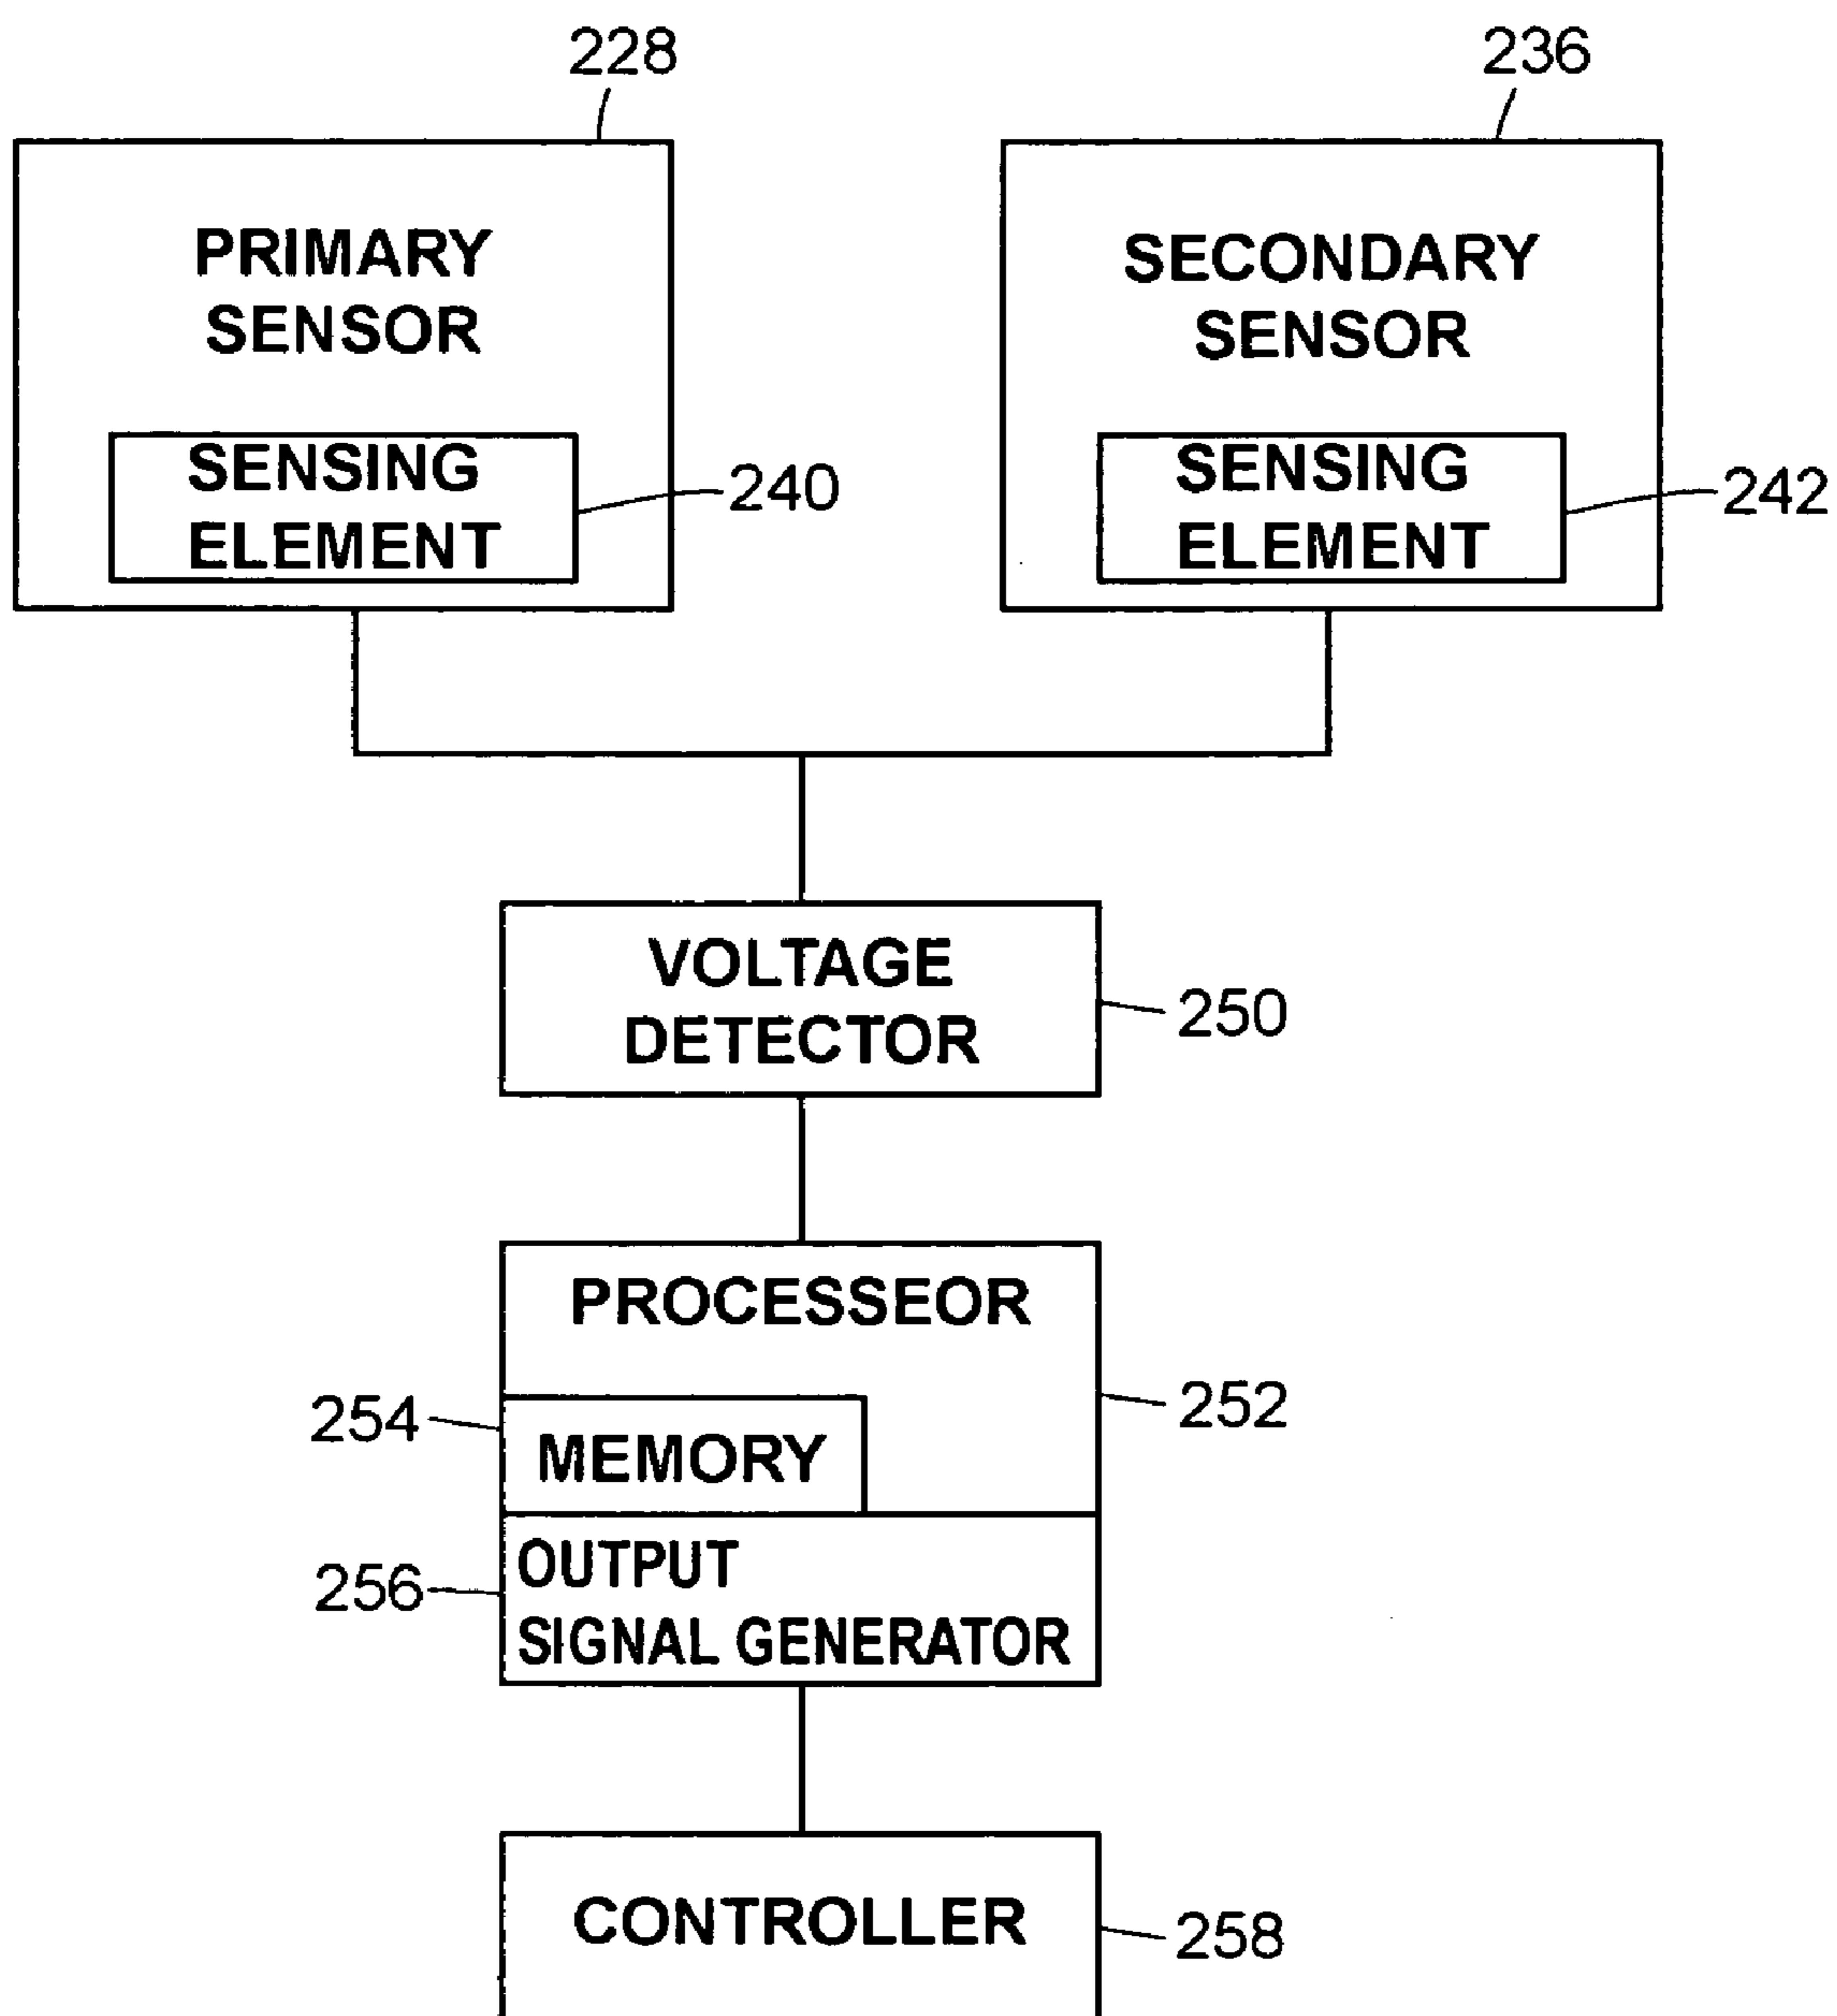 228
236
PRIMARY
SENSOR
SECONDARY
SENSOR
SENSING
ELEMENT
240
SENSING
ELEMENT
242
VOLTAGE
DETECTOR
250
PROCESSEOR
252
254
MEMORY
256
OUTPUT
SIGNAL GENERATOR
CONTROLLER
258